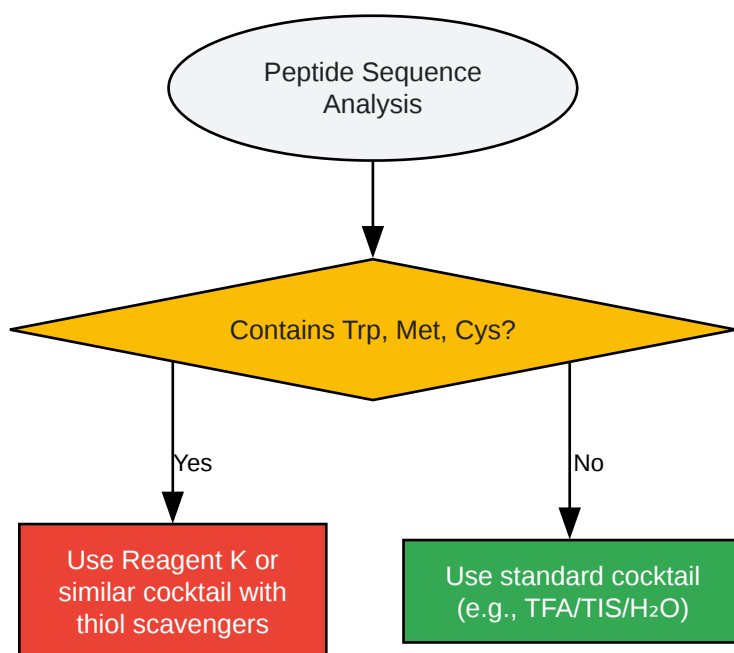 Peptide Sequence
Analysis
Contains Trp, Met, Cys?
Yes
No
Use Reagent K or
similar cocktail with
thiol scavengers
Use standard cocktail
(e.g., TFA/TIS/H₂O)